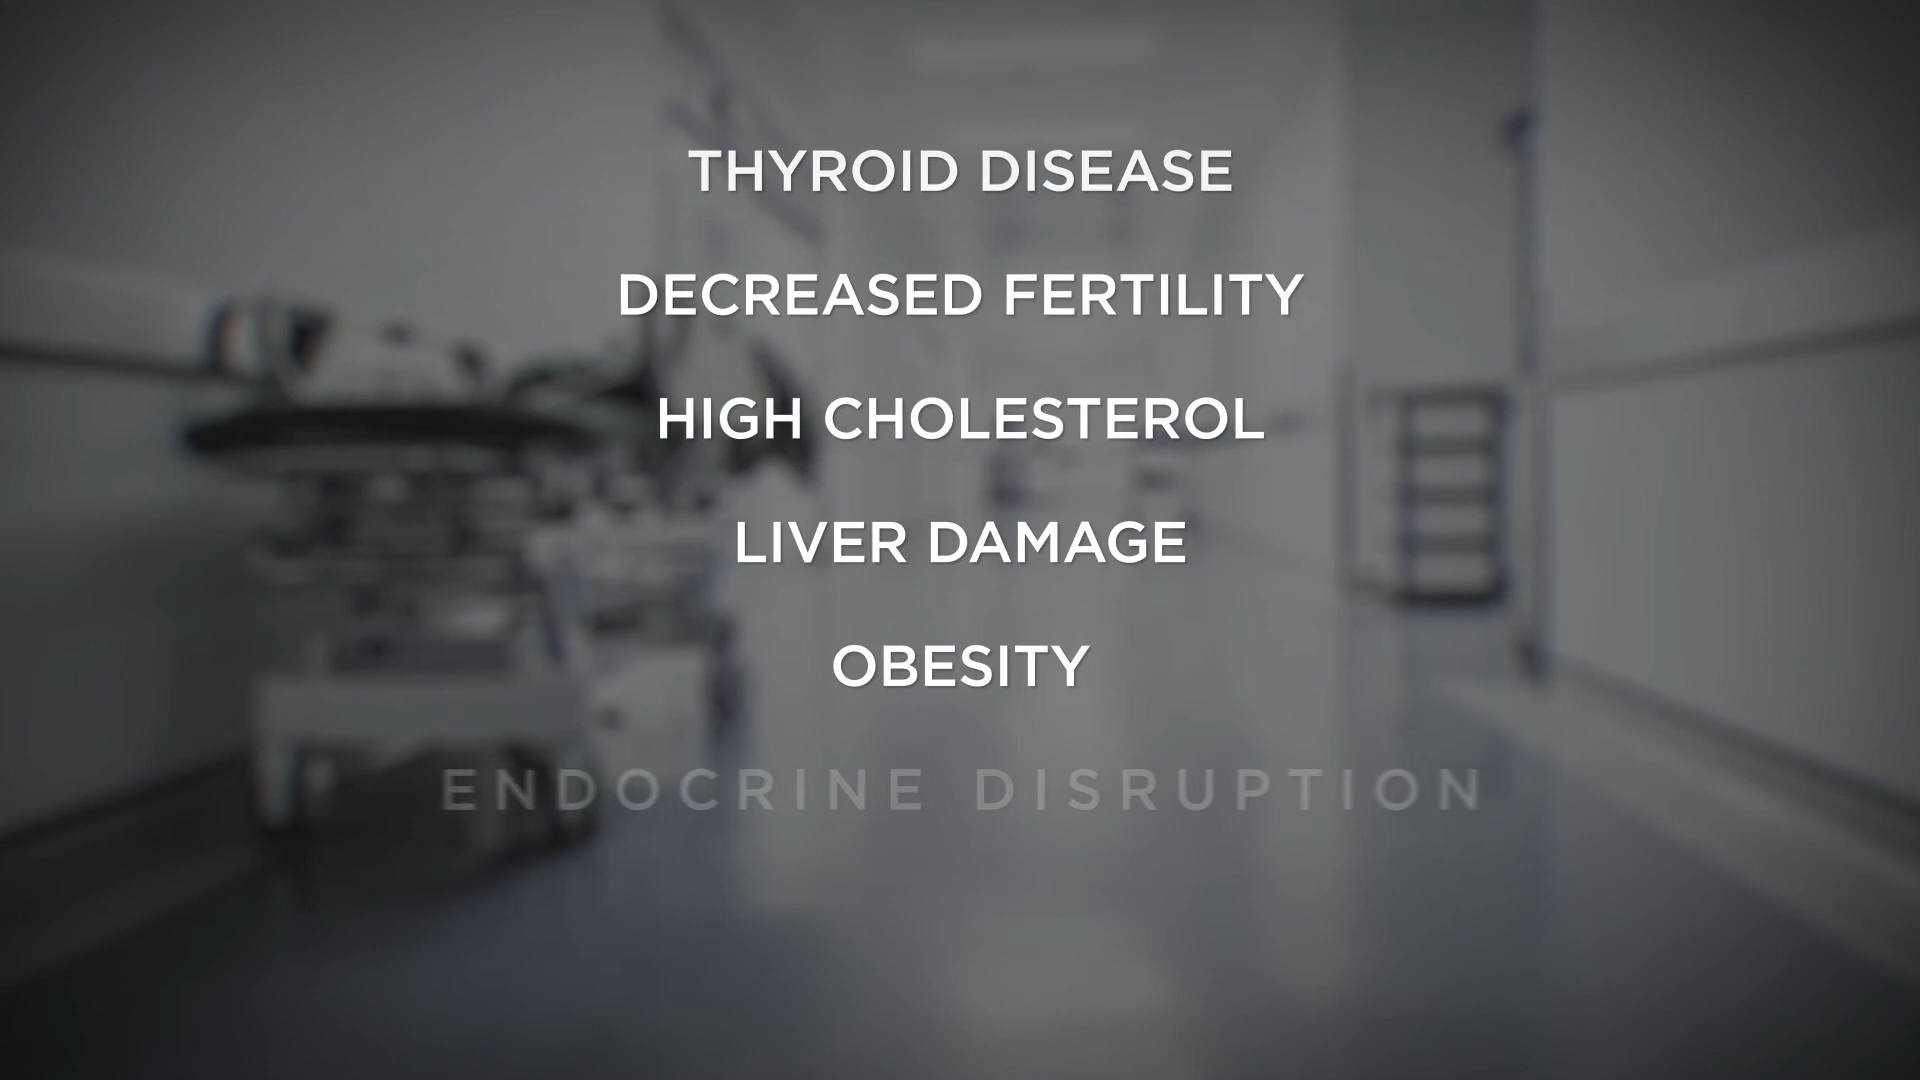 THYROID DISEASE
DECREASED FERTILITY
HIGH CHOLESTEROL
LIVER DAMAGE
OBESITY
ENDOCRINE DISRUPTION